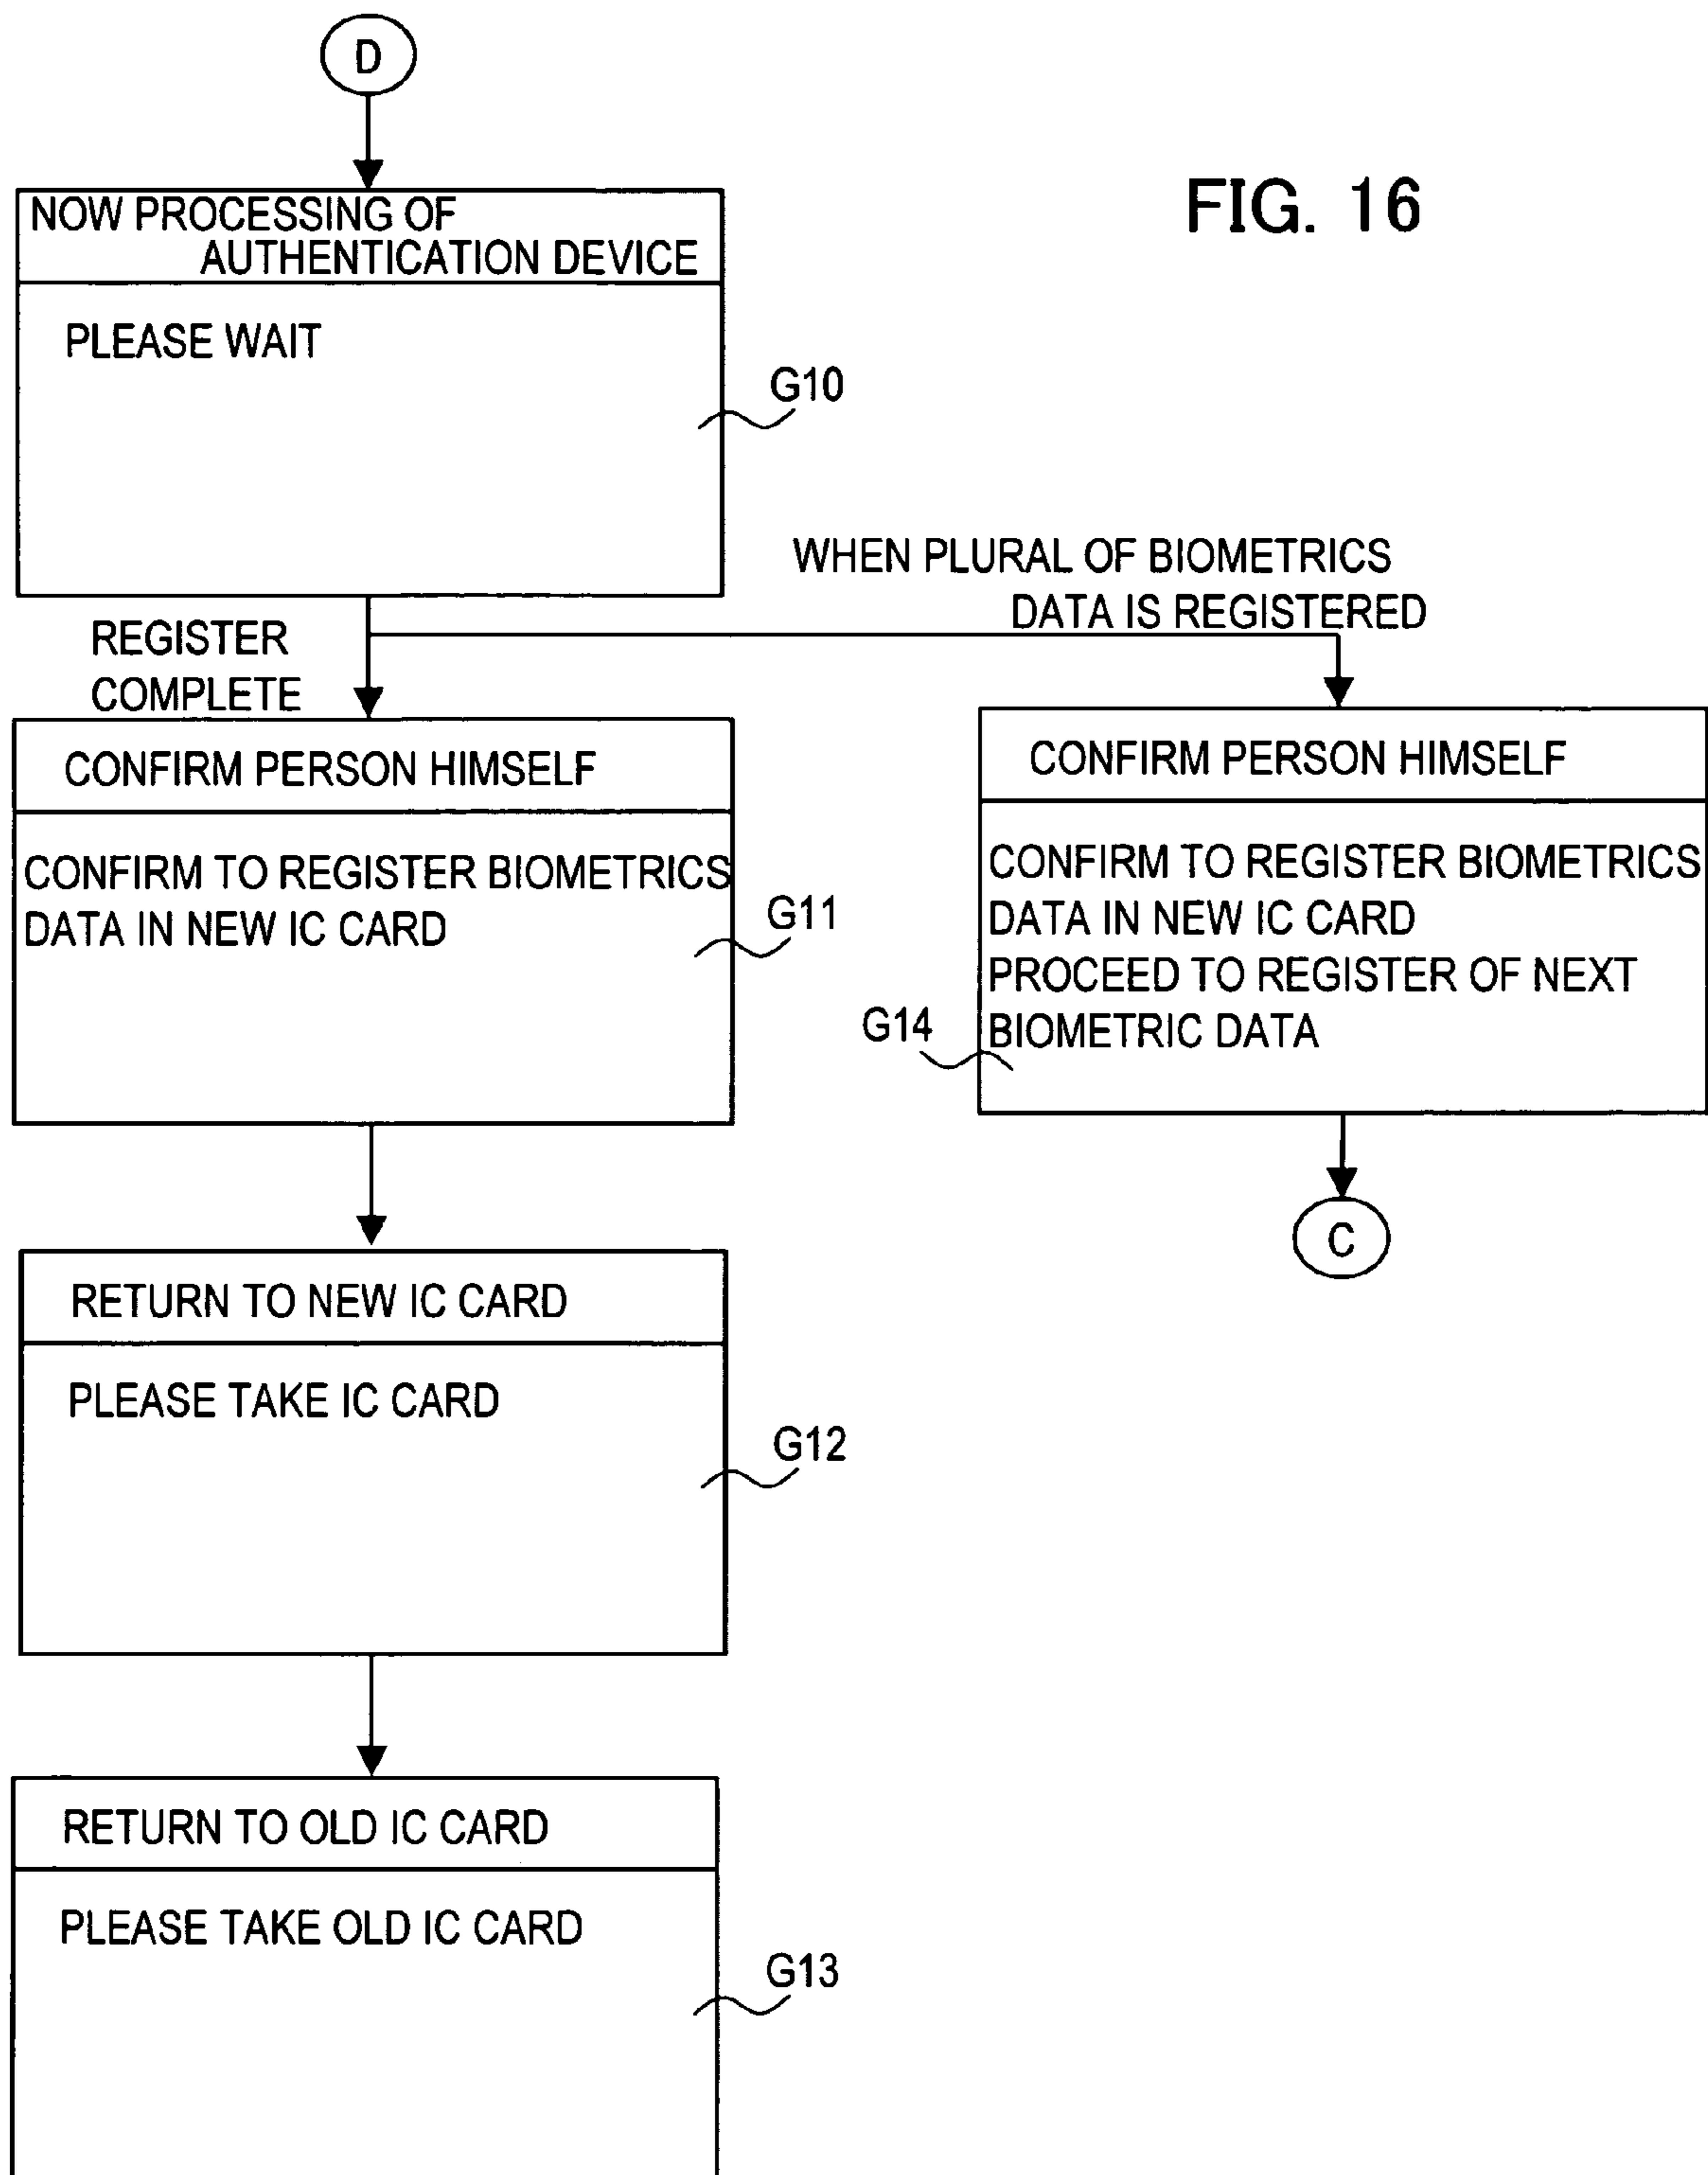 D
FIG. 16
NOW PROCESSING OF
AUTHENTICATION DEVICE
PLEASE WAIT
G10
WHEN PLURAL OF BIOMETRICS
DATA IS REGISTERED
REGISTER
COMPLETE
CONFIRM PERSON HIMSELF
CONFIRM TO REGISTER BIOMETRICS
DATA IN NEW IC CARD
G11
CONFIRM PERSON HIMSELF
CONFIRM TO REGISTER BIOMETRICS
DATA IN NEW IC CARD
PROCEED TO REGISTER OF NEXT
BIOMETRIC DATA
G14
C
RETURN TO NEW IC CARD
PLEASE TAKE IC CARD
G12
RETURN TO OLD IC CARD
PLEASE TAKE OLD IC CARD
G13